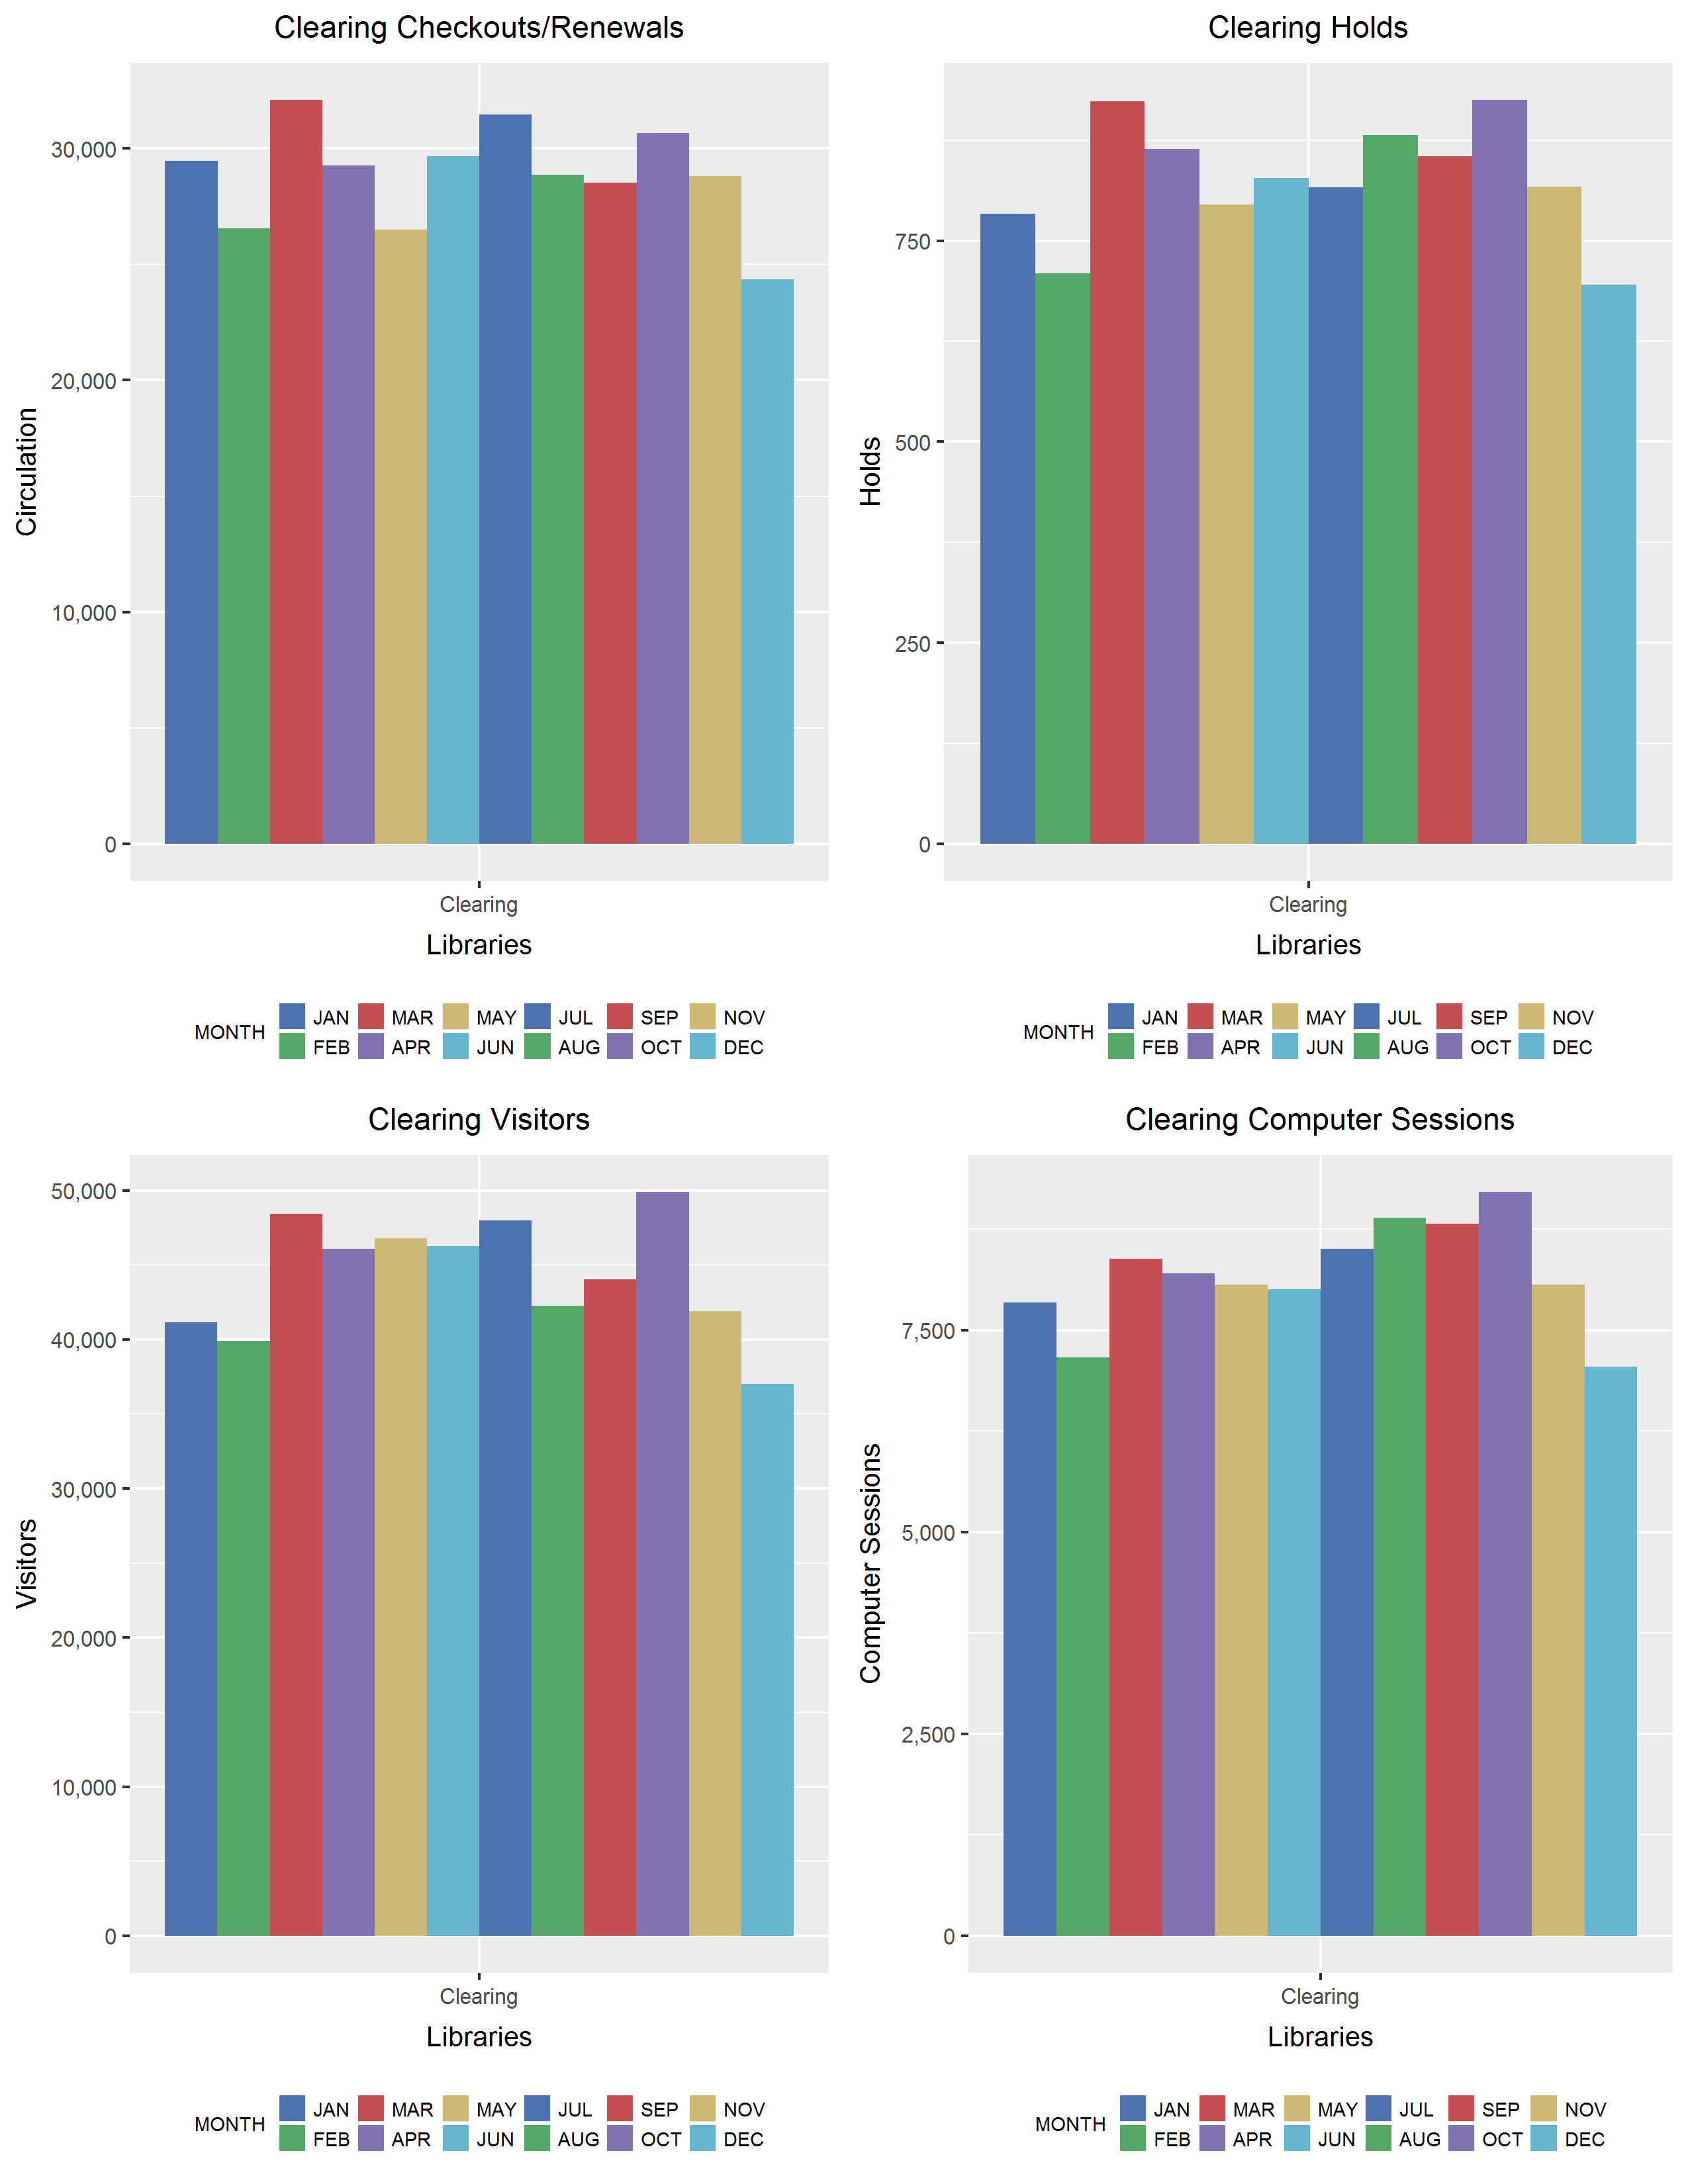 Clearing Checkouts/Renewals
Circulation
30,000
20,000
10,000
0
Clearing
Libraries
MONTH
JAN MAR MAY JUL SEP NOV
FEB APR JUN AUG OCT DEC
Clearing Holds
Holds
750
500
250
0
Clearing
Libraries
MONTH
JAN MAR MAY JUL SEP NOV
FEB APR JUN AUG OCT DEC
Clearing Visitors
Visitors
50,000
40,000
30,000
20,000
10,000
0
Clearing
Libraries
MONTH
JAN MAR MAY JUL SEP NOV
FEB APR JUN AUG OCT DEC
Clearing Computer Sessions
Computer Sessions
7,500
5,000
2,500
0
Clearing
Libraries
MONTH
JAN MAR MAY JUL SEP NOV
FEB APR JUN AUG OCT DEC